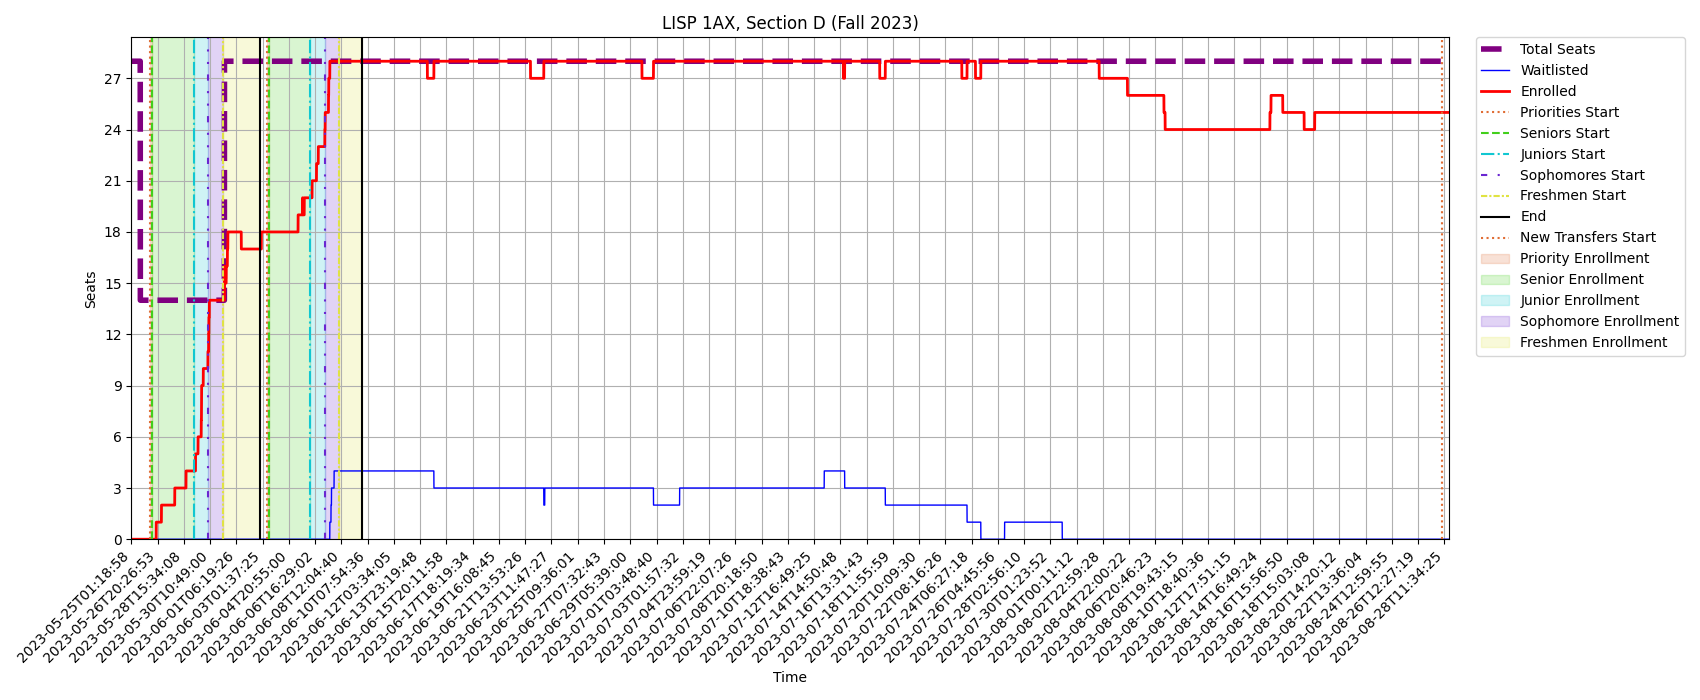 LISP 1AX, Section D (Fall 2023)
Seats
27
24
21
18
15
12
9
6
3
0
2023-05-25T01:18:58
2023-05-26T20:26:53
2023-05-28T15:34:08
2023-05-30T10:49:00
2023-06-01T06:19:26
2023-06-03T01:37:25
2023-06-04T20:55:00
2023-06-06T16:29:02
2023-06-08T12:04:40
2023-06-10T07:54:36
2023-06-12T03:34:05
2023-06-13T23:19:48
2023-06-15T20:11:58
2023-06-17T18:19:34
2023-06-19T16:08:45
2023-06-21T13:53:26
2023-06-23T11:47:27
2023-06-25T09:36:01
2023-06-27T07:32:43
2023-06-29T05:39:00
2023-07-01T03:48:40
2023-07-03T01:57:32
2023-07-04T23:59:19
2023-07-06T22:07:26
2023-07-08T20:18:50
2023-07-10T18:38:43
2023-07-12T16:49:25
2023-07-14T14:50:48
2023-07-16T13:31:43
2023-07-18T11:55:59
2023-07-20T10:09:30
2023-07-22T08:16:26
2023-07-24T06:27:18
2023-07-26T04:45:56
2023-07-28T02:56:10
2023-07-30T01:23:52
2023-08-01T00:11:12
2023-08-02T22:59:28
2023-08-04T22:00:22
2023-08-06T20:46:23
2023-08-08T19:43:15
2023-08-10T18:40:36
2023-08-12T17:51:15
2023-08-14T16:49:24
2023-08-16T15:56:50
2023-08-18T15:03:08
2023-08-20T14:20:12
2023-08-22T13:36:04
2023-08-24T12:59:55
2023-08-26T12:27:19
2023-08-28T11:34:25
Time
Total Seats
Waitlisted
Enrolled
Priorities Start
Seniors Start
Juniors Start
Sophomores Start
Freshmen Start
End
New Transfers Start
Priority Enrollment
Senior Enrollment
Junior Enrollment
Sophomore Enrollment
Freshmen Enrollment